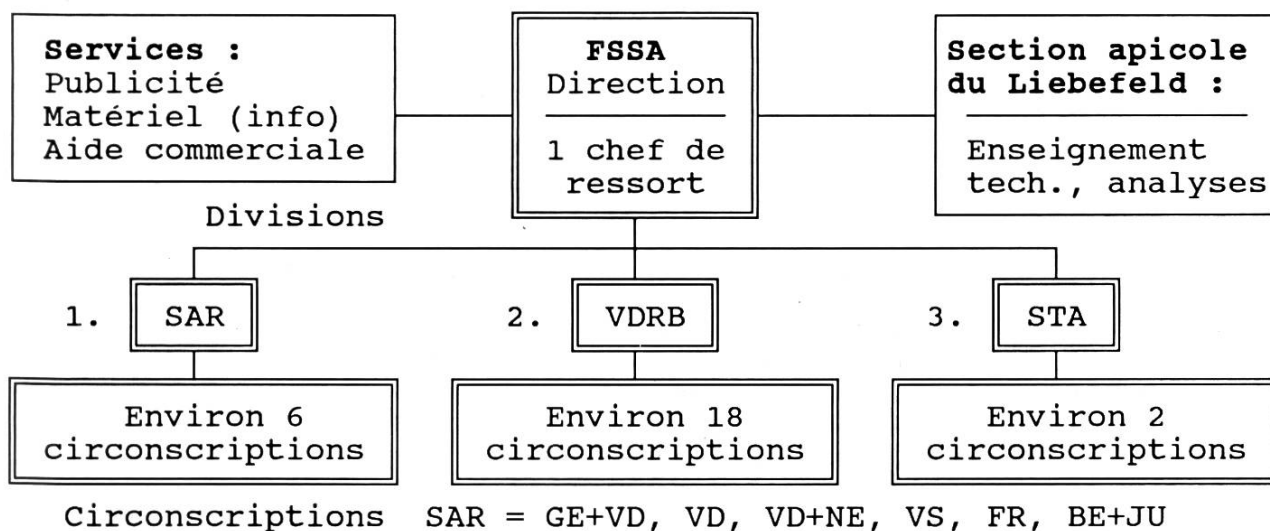 Services :
Publicité
Matériel (info)
Aide commerciale
FSSA
Direction
1 chef de
ressort
Section apicole
du Liebefeld :
Enseignement
tech., analyses
Divisions
1. SAR
2. VDRB
3. STA
Environ 6
circonscriptions
Environ 18
circonscriptions
Environ 2
circonscriptions
Circonscriptions SAR = GE+VD, VD, VD+NE, VS, FR, BE+JU